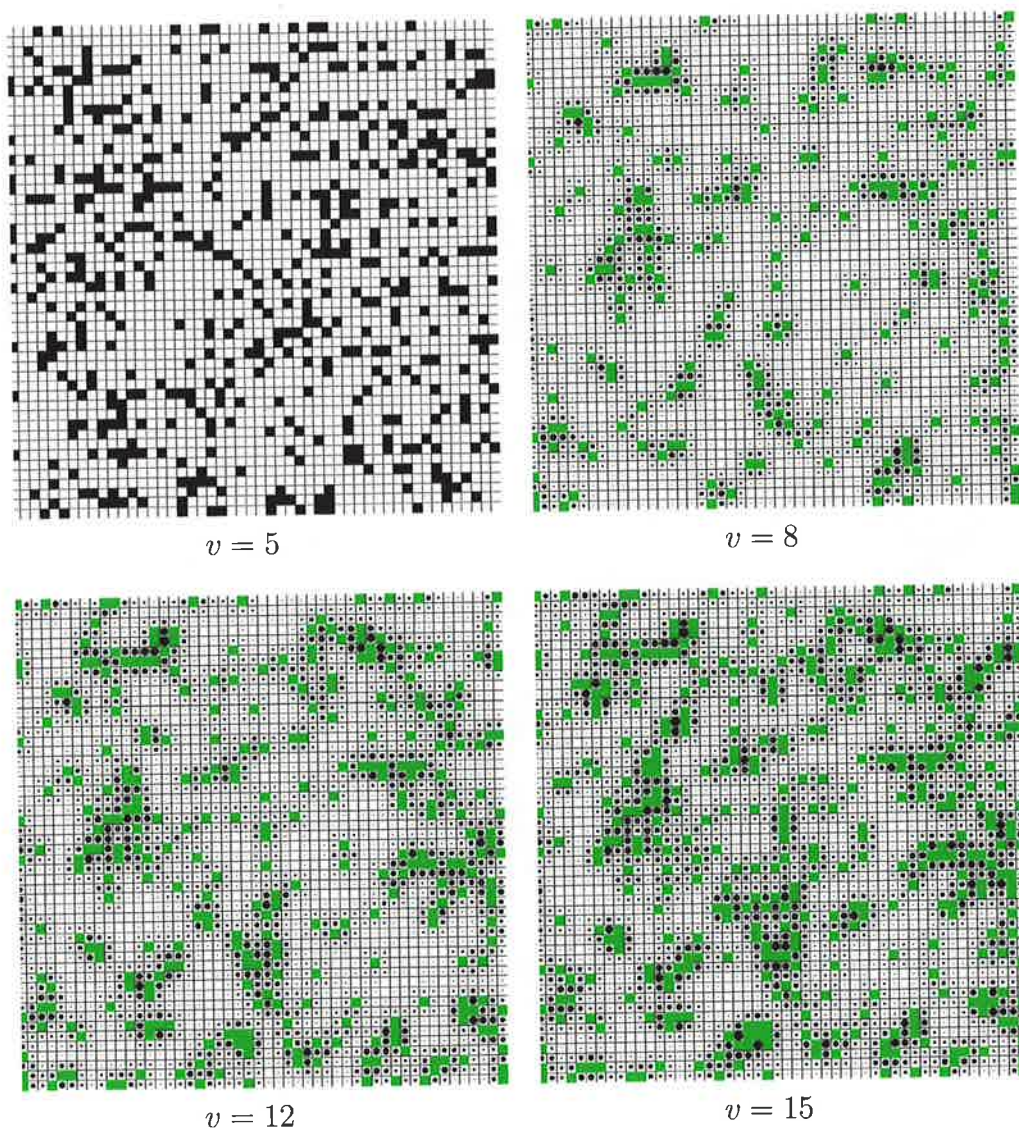 v = 5
v = 8
v = 12
v = 15